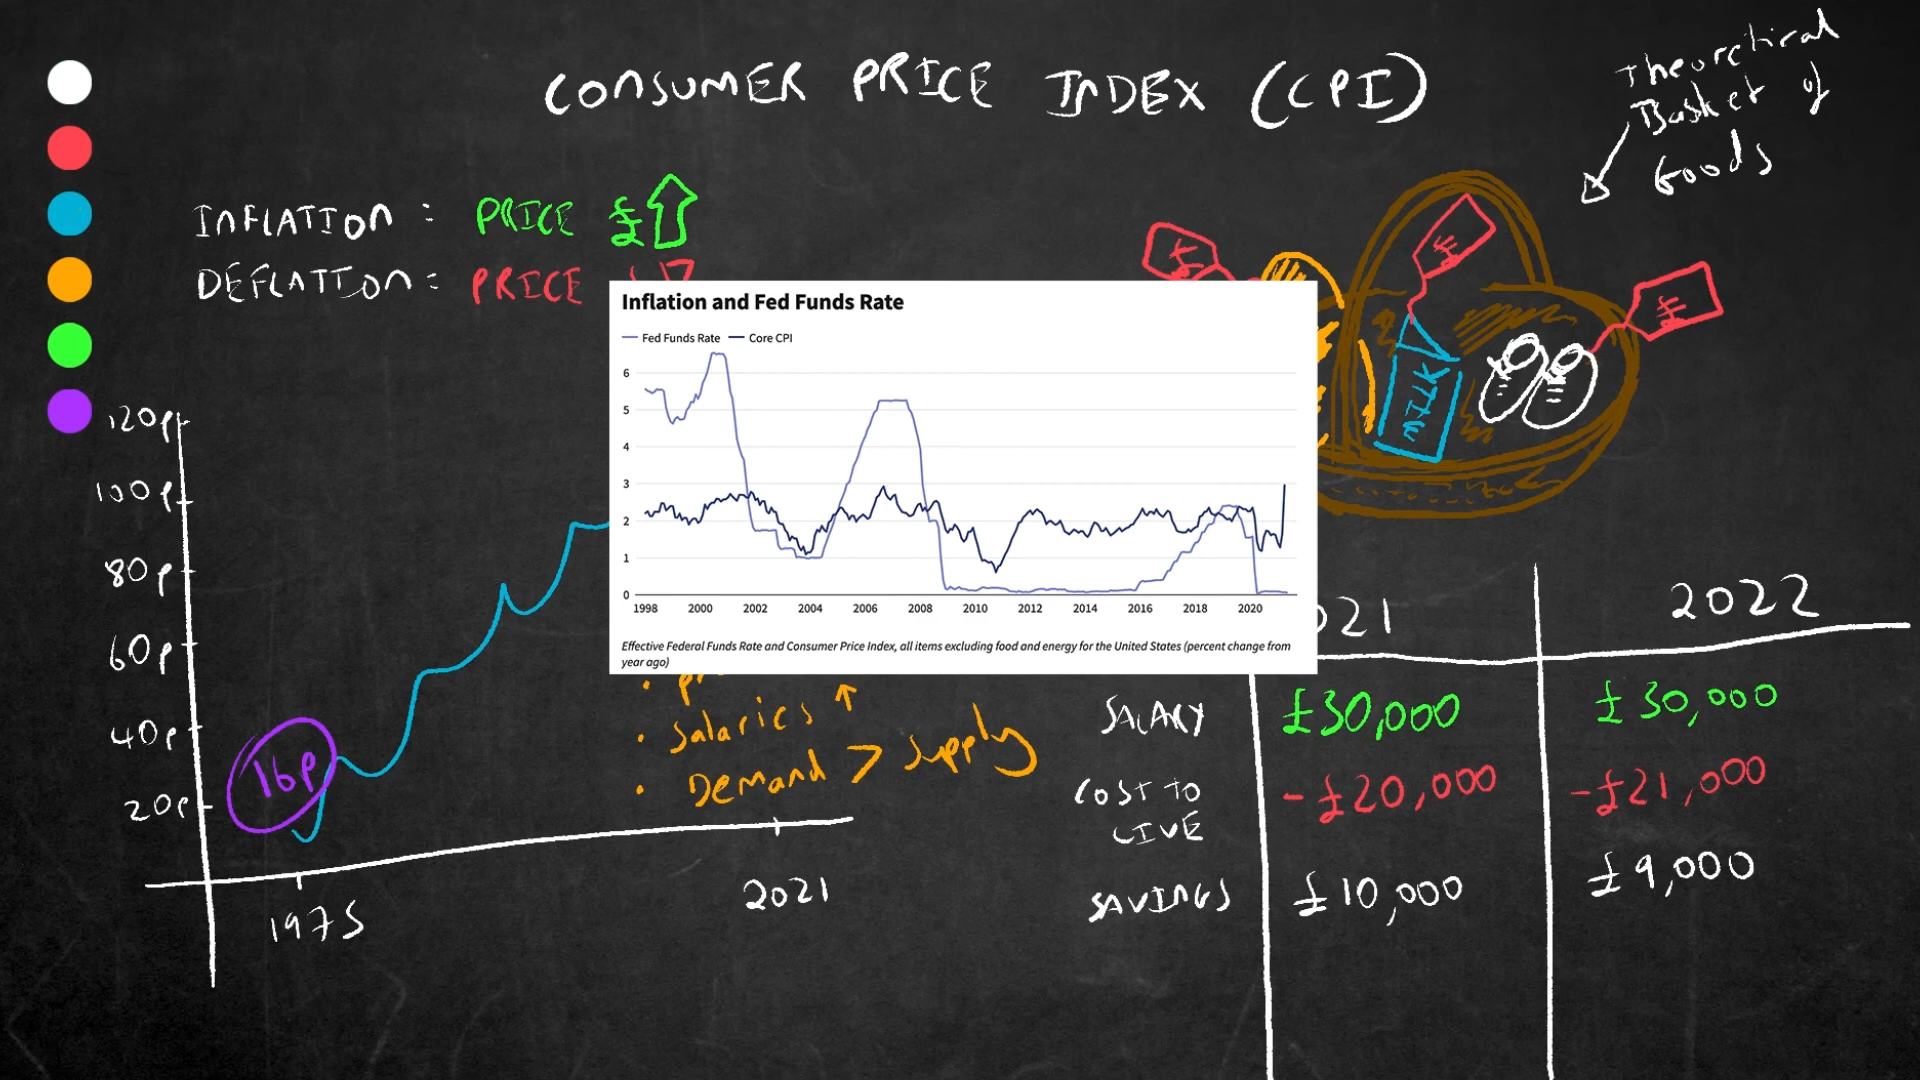 CONSUMER PRICE INDEX (CPI)
Theoretical
Basket of
Goods
INFLATION = PRICE £
DEFLATION = PRICE
£
£
£
MILK
Inflation and Fed Funds Rate
Fed Funds Rate Core CPI
6
5
4
3
2
1
0
1998 2000 2002 2004 2006 2008 2010 2012 2014 2016 2018 2020
Effective Federal Funds Rate and Consumer Price Index, all items excluding food and energy for the United States (percent change from
year ago)
120p
100p
80p
60p
40p
20p
16p
1975
2021
• Salaries ↑
• Demand > Supply
2022
SALARY £30,000 £30,000
COST TO
LIVE
-£20,000 -£21,000
SAVINGS £10,000 £9,000